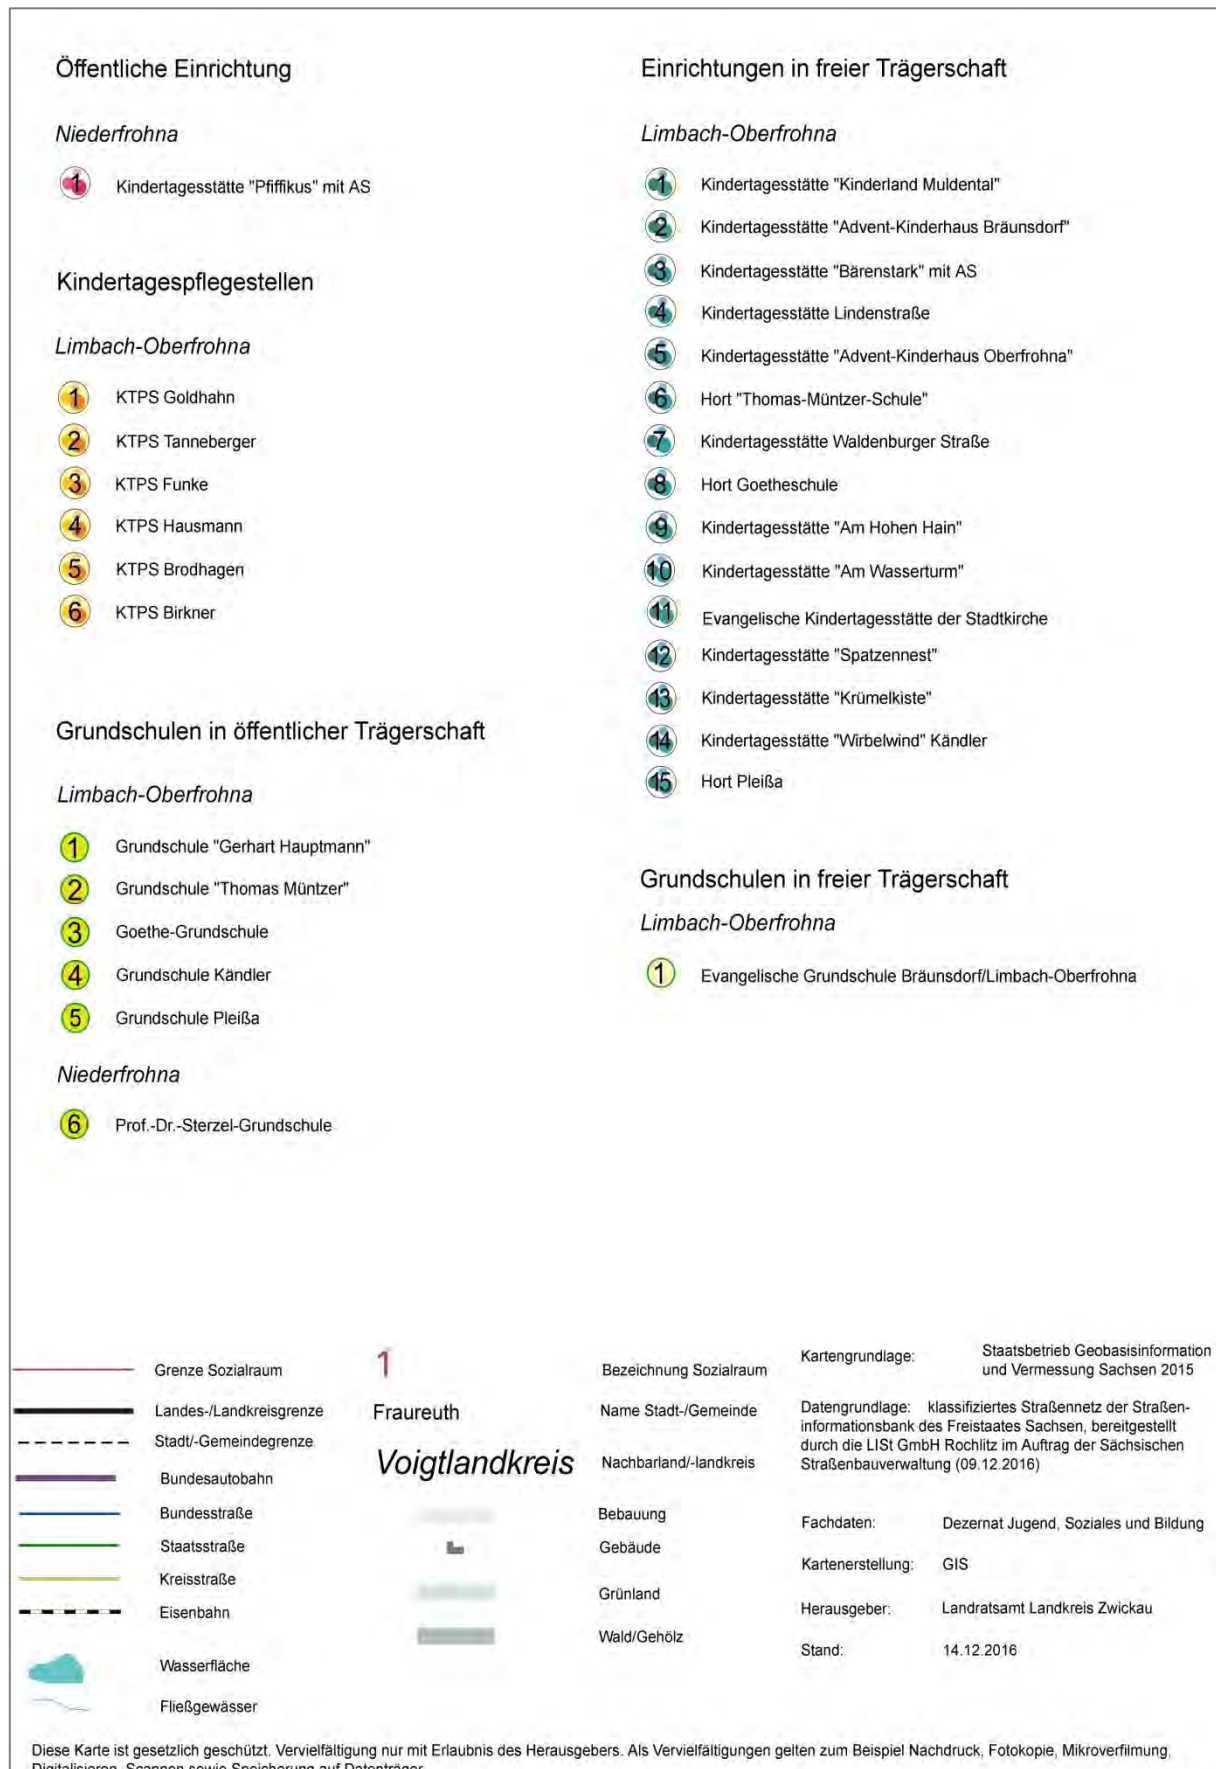 Öffentliche Einrichtung
Niederfrohna
1 Kindertagesstätte "Pfiffikus" mit AS
Kindertagespflegestellen
Limbach-Oberfrohna
1 KTPS Goldhahn
2 KTPS Tanneberger
3 KTPS Funke
4 KTPS Hausmann
5 KTPS Brodhagen
6 KTPS Birkner
Grundschulen in öffentlicher Trägerschaft
Limbach-Oberfrohna
1 Grundschule "Gerhart Hauptmann"
2 Grundschule "Thomas Müntzer"
3 Goethe-Grundschule
4 Grundschule Kändler
5 Grundschule Pleißa
Niederfrohna
6 Prof.-Dr.-Sterzel-Grundschule
Einrichtungen in freier Trägerschaft
Limbach-Oberfrohna
1 Kindertagesstätte "Kinderland Muldental"
2 Kindertagesstätte "Advent-Kinderhaus Bräunsdorf"
3 Kindertagesstätte "Bärenstark" mit AS
4 Kindertagesstätte Lindenstraße
5 Kindertagesstätte "Advent-Kinderhaus Oberfrohna"
6 Hort "Thomas-Müntzer-Schule"
7 Kindertagesstätte Waldenburger Straße
8 Hort Goetheschule
9 Kindertagesstätte "Am Hohen Hain"
10 Kindertagesstätte "Am Wasserturm"
11 Evangelische Kindertagesstätte der Stadtkirche
12 Kindertagesstätte "Spatzennest"
13 Kindertagesstätte "Krümelkiste"
14 Kindertagesstätte "Wirbelwind" Kändler
15 Hort Pleißa
Grundschulen in freier Trägerschaft
Limbach-Oberfrohna
1 Evangelische Grundschule Bräunsdorf/Limbach-Oberfrohna
Grenze Sozialraum
Landes-/Landkreisgrenze
Stadt/-Gemeindegrenze
Bundesautobahn
Bundesstraße
Staatsstraße
Kreisstraße
Eisenbahn
Wasserfläche
Fließgewässer
1 Bezeichnung Sozialraum
Fraureuth Name Stadt-/Gemeinde
Voigtlandkreis Nachbarland/-landkreis
Bebauung
Gebäude
Grünland
Wald/Gehölz
Kartengrundlage: Staatsbetrieb Geobasisinformation
und Vermessung Sachsen 2015
Datengrundlage: klassifiziertes Straßennetz der Straßen-
informationsbank des Freistaates Sachsen, bereitgestellt
durch die LISt GmbH Rochlitz im Auftrag der Sächsischen
Straßenbauverwaltung (09.12.2016)
Fachdaten: Dezernat Jugend, Soziales und Bildung
Kartenerstellung: GIS
Herausgeber: Landratsamt Landkreis Zwickau
Stand: 14.12.2016
Diese Karte ist gesetzlich geschützt. Vervielfältigung nur mit Erlaubnis des Herausgebers. Als Vervielfältigungen gelten zum Beispiel Nachdruck, Fotokopie, Mikroverfilmung,
Digitalisieren, Scannen sowie Speicherung auf Datenträger.